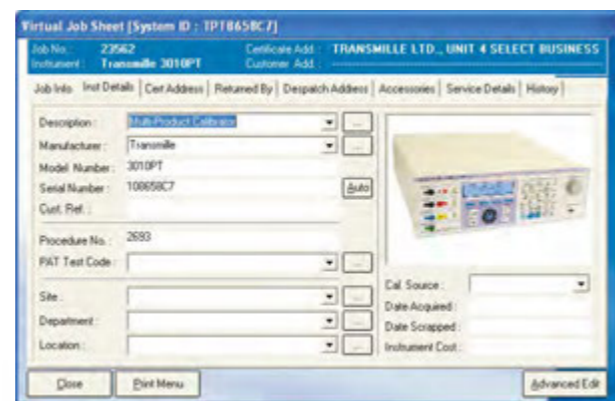 Virtual Job Sheet [System ID : TPT8658C7]
Job No. : 23562 Certificate Add : TRANSMILLE LTD., UNIT 4 SELECT BUSINESS
Instrument : Transmille 3010PT Customer Add :
Job Info Inst Details Cert Address Returned By Despatch Address Accessories Service Details History
Description : Multi-Product Calibrator ...
Manufacturer : Transmille ...
Model Number : 3010PT
Serial Number : 108658C7 Auto
Cust. Ref. :
Procedure No. : 2693
PAT Test Code : ...
Cal. Source :
Site : ...
Date Acquired :
Department : ...
Date Scrapped :
Location : ...
Instrument Cost :
Close Print Menu Advanced Edit